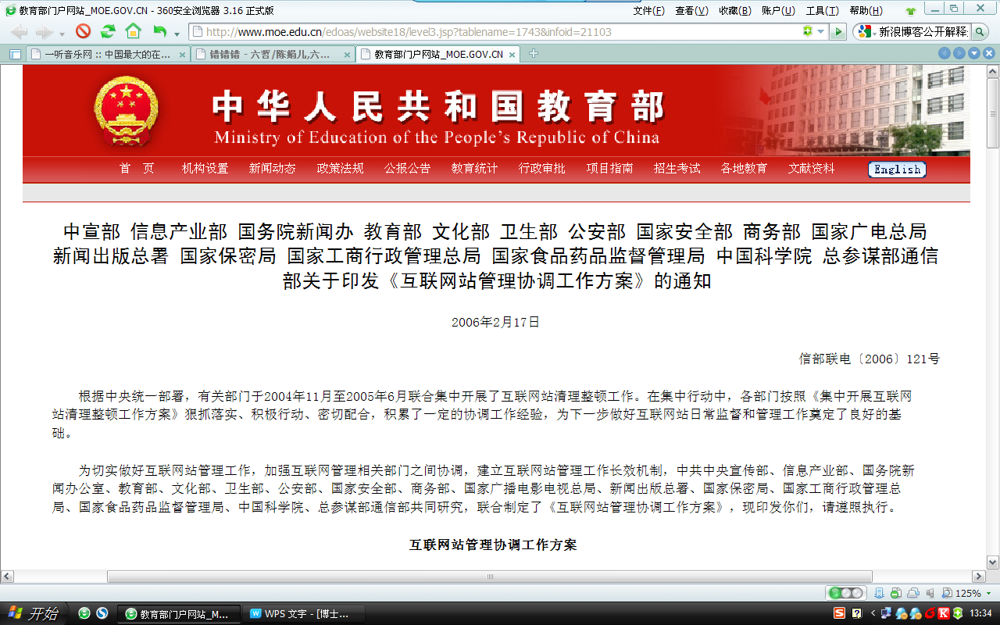 教育部门户网站_MOE.GOV.CN - 360安全浏览器 3.16 正式版
文件(F) 查看(V) 收藏(B) 账户(U) 工具(T) 帮助(H)
http://www.moe.edu.cn/edoas/website18/level3.jsp?tablename=1743&infoid=21103
新浪博客公开解释
一听音乐网 :: 中国最大的在...
错错错 - 六哲/陈娟儿,六...
教育部门户网站_MOE.GOV.CN
中华人民共和国教育部
Ministry of Education of the People's Republic of China
首 页 机构设置 新闻动态 政策法规 公报公告 教育统计 行政审批 项目指南 招生考试 各地教育 文献资料 English
中宣部 信息产业部 国务院新闻办 教育部 文化部 卫生部 公安部 国家安全部 商务部 国家广电总局
新闻出版总署 国家保密局 国家工商行政管理总局 国家食品药品监督管理局 中国科学院 总参谋部通信
部关于印发《互联网站管理协调工作方案》的通知
2006年2月17日
信部联电〔2006〕121号
根据中央统一部署，有关部门于2004年11月至2005年6月联合集中开展了互联网站清理整顿工作。在集中行动中，各部门按照《集中开展互联网
站清理整顿工作方案》狠抓落实、积极行动、密切配合，积累了一定的协调工作经验，为下一步做好互联网站日常监督和管理工作奠定了良好的基
础。
为切实做好互联网站管理工作，加强互联网管理相关部门之间协调，建立互联网站管理工作长效机制，中共中央宣传部、信息产业部、国务院新
闻办公室、教育部、文化部、卫生部、公安部、国家安全部、商务部、国家广播电影电视总局、新闻出版总署、国家保密局、国家工商行政管理总
局、国家食品药品监督管理局、中国科学院、总参谋部通信部共同研究，联合制定了《互联网站管理协调工作方案》，现印发你们，请遵照执行。
互联网站管理协调工作方案
125%
开始
教育部门户网站_M...
WPS 文字 - [博士...
13:34